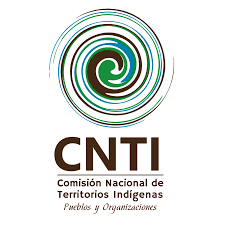 CNTI
Comisión Nacional de
Territorios Indígenas
Pueblos y Organizaciones